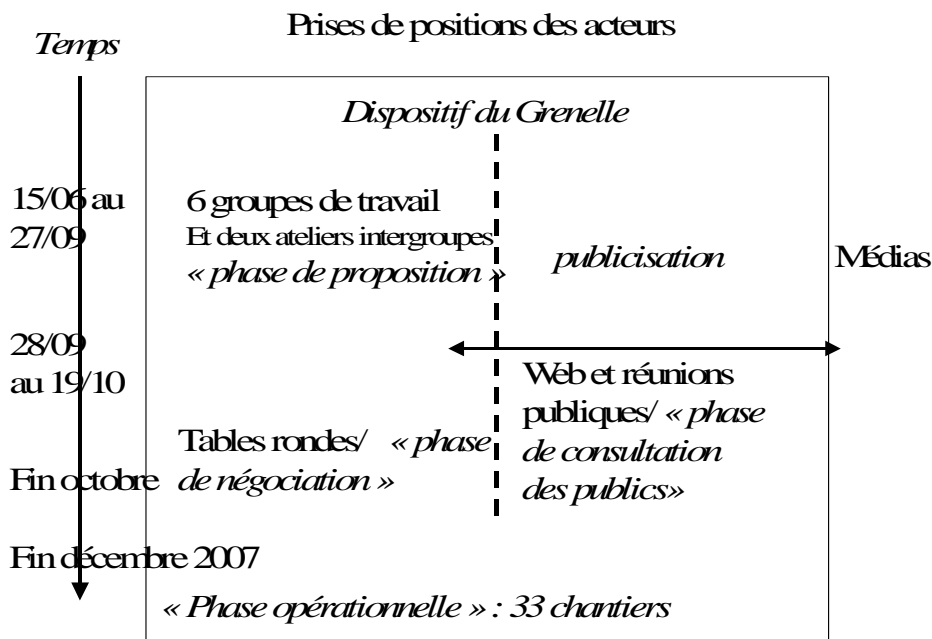 Prises de positions des acteurs
Temps
Dispositif du Grenelle
15/06 au
27/09
6 groupes de travail
Et deux ateliers intergroupes
« phase de proposition »
publicisation
Médias
28/09
au 19/10
Web et réunions
publiques/ « phase
de consultation
des publics»
Tables rondes/ « phase
de négociation »
Fin octobre
Fin décembre 2007
« Phase opérationnelle » : 33 chantiers